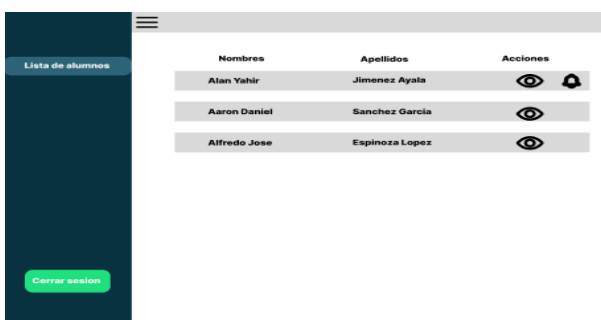 Lista de alumnos
Nombres Apellidos Acciones
Alan Yahir Jimenez Ayala
Aaron Daniel Sanchez Garcia
Alfredo Jose Espinoza Lopez
Cerrar sesion